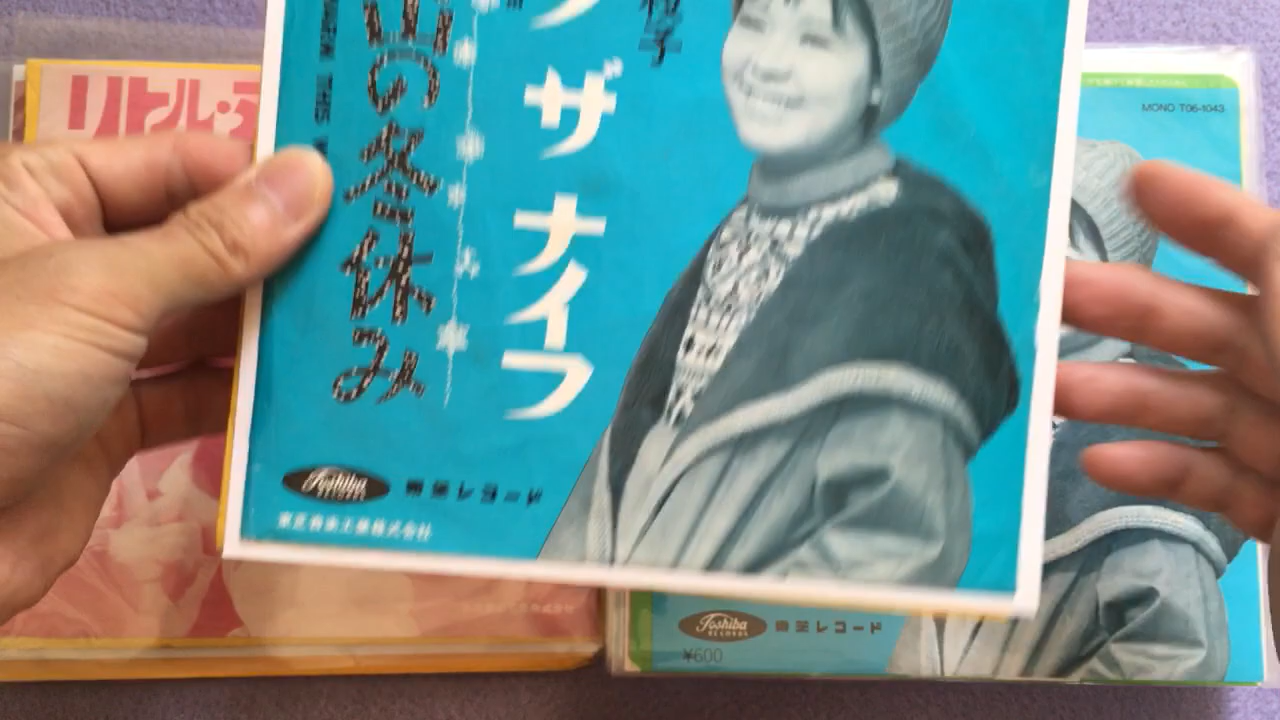 山の冬休み
ザ ナイフ
Toshiba
RECORDS
東芝レコード
東芝音楽工業株式会社
リトル・
MONO T06-1043
Toshiba
RECORDS
東芝レコード
¥600